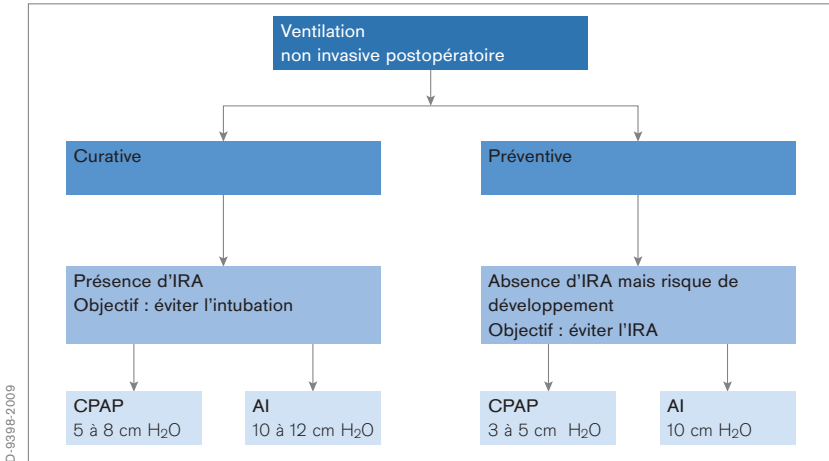 Ventilation
non invasive postopératoire
Curative
Préventive
Présence d'IRA
Objectif : éviter l'intubation
Absence d'IRA mais risque de
développement
Objectif : éviter l'IRA
CPAP
5 à 8 cm H₂O
AI
10 à 12 cm H₂O
CPAP
3 à 5 cm H₂O
AI
10 cm H₂O
D-9398-2009